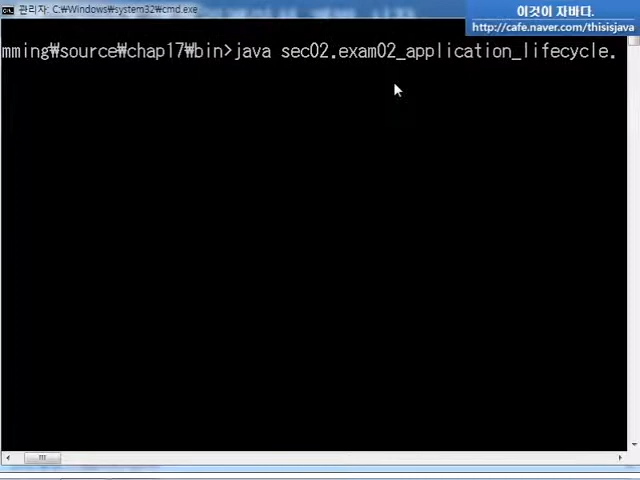 관리자: C:₩Windows₩system32₩cmd.exe
이것이 자바다.
http://cafe.naver.com/thisisjava
mming₩source₩chap17₩bin>java sec02.exam02_application_lifecycle.